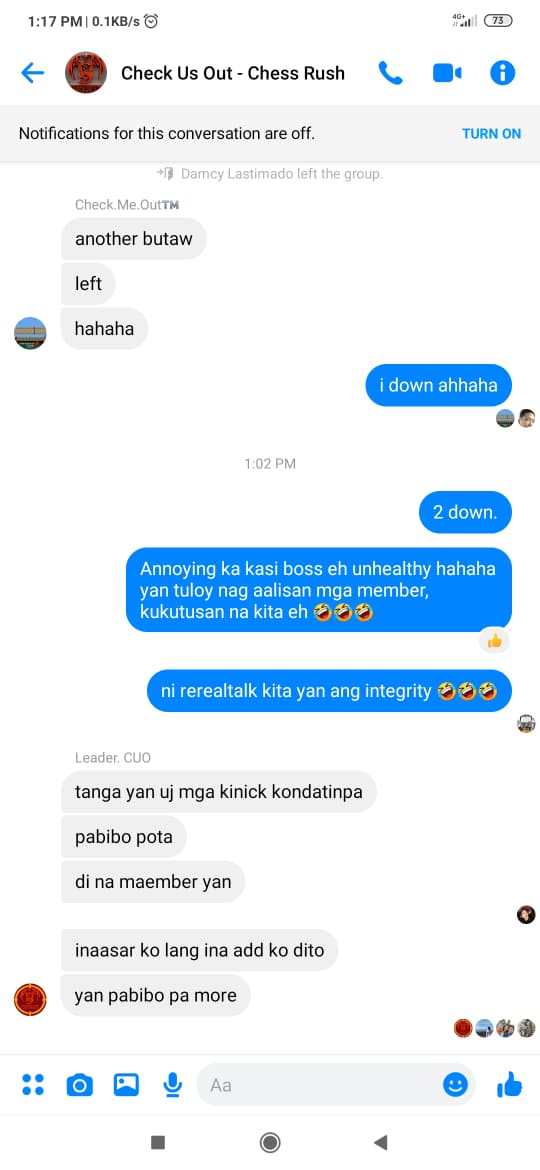 1:17 PM | 0.1KB/s
4G+
73
Check Us Out - Chess Rush
Notifications for this conversation are off.
TURN ON
Damcy Lastimado left the group.
Check.Me.Out™
another butaw
left
hahaha
i down ahhaha
1:02 PM
2 down.
Annoying ka kasi boss eh unhealthy hahaha
yan tuloy nag aalisan mga member,
kukutusan na kita eh 🤣🤣🤣
ni rerealtalk kita yan ang integrity 🤣🤣🤣
Leader. CUO
tanga yan uj mga kinick kondatinpa
pabibo pota
di na maember yan
inaasar ko lang ina add ko dito
yan pabibo pa more
Aa